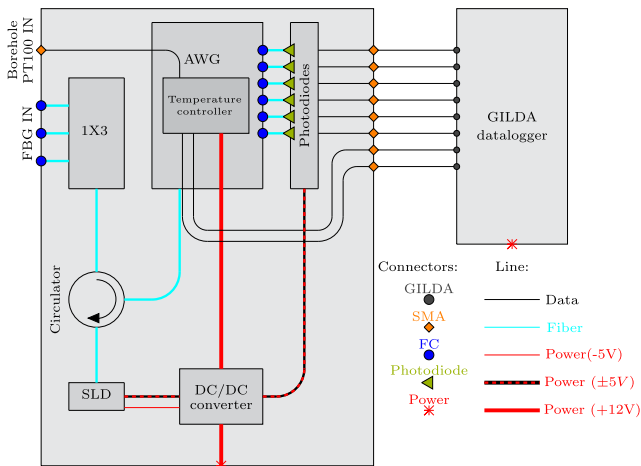 Borehole
PT100 IN
FBG IN
1X3
AWG
Temperature
controller
Photodiodes
GILDA
datalogger
Circulator
SLD
DC/DC
converter
Connectors:
GILDA
SMA
FC
Photodiode
Power
Line:
Data
Fiber
Power(-5V)
Power (±5V)
Power (+12V)